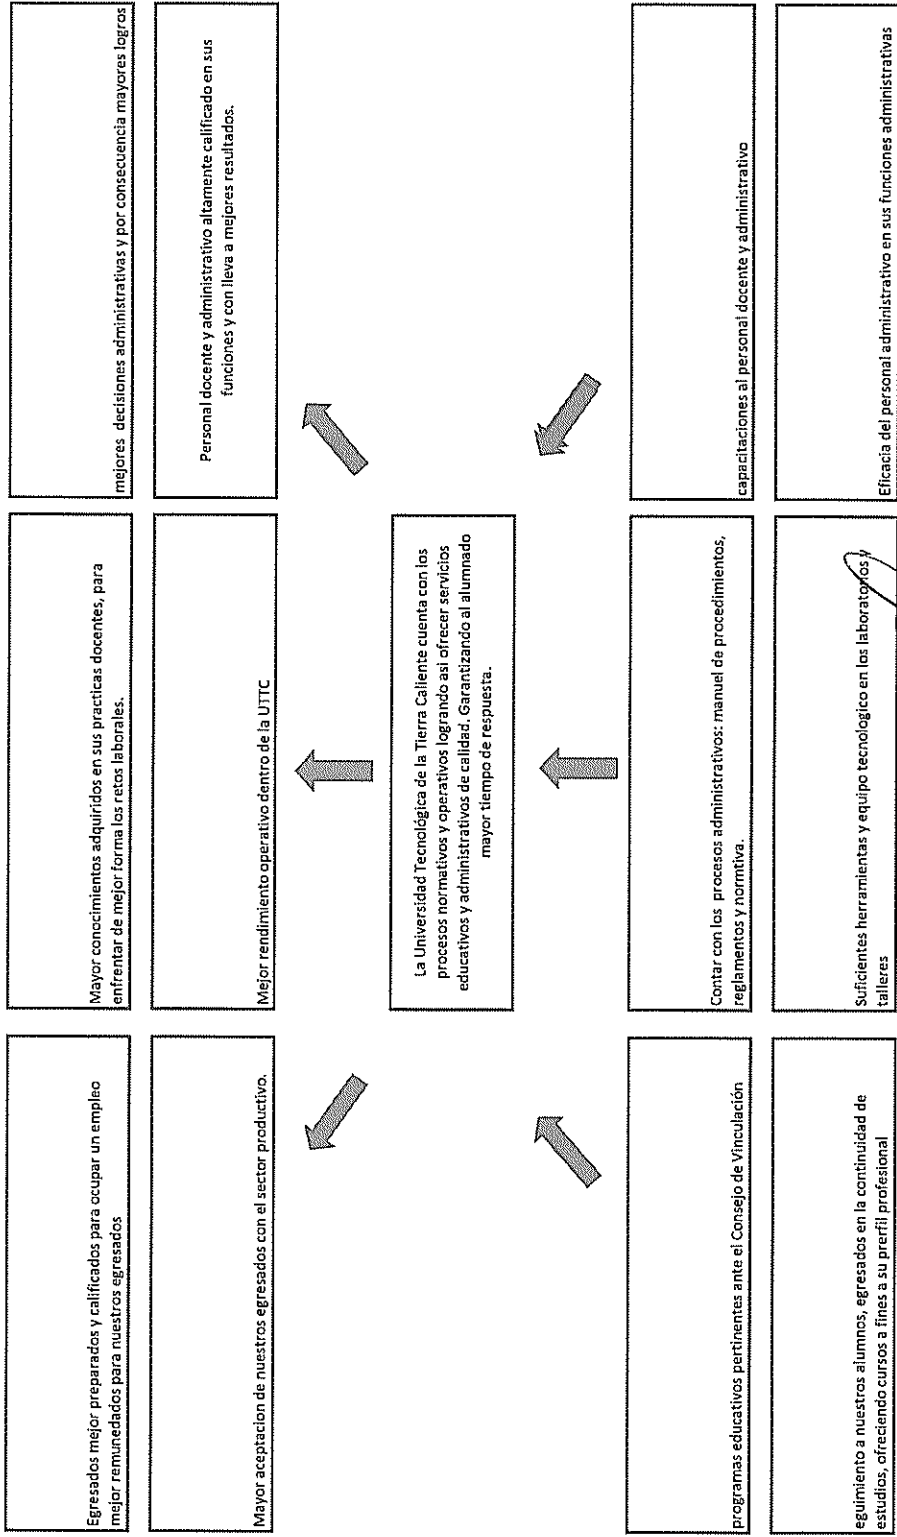 Egresados mejor preparados y calificados para ocupar un empleo
mejor remunedados para nuestros egresados
Mayor conocimientos adquiridos en sus practicas docentes, para
enfrentar de mejor forma los retos laborales.
mejores decisiones administrativas y por consecuencia mayores logros
Mayor aceptacion de nuestros egresados con el sector productivo.
Mejor rendimiento operativo dentro de la UTTC
Personal docente y administrativo altamente calificado en sus
funciones y con lleva a mejores resultados.
La Universidad Tecnológica de la Tierra Caliente cuenta con los
procesos normativos y operativos logrando asi ofrecer servicios
educativos y administrativos de calidad. Garantizando al alumnado
mayor tiempo de respuesta.
programas educativos pertinentes ante el Consejo de Vinculación
Contar con los procesos administrativos: manuel de procedimientos,
reglamentos y normtiva.
capacitaciones al personal docente y administrativo
eguimiento a nuestros alumnos, egresados en la continuidad de
estudios, ofreciendo cursos a fines a su prerfil profesional
Suficientes herramientas y equipo tecnologico en los laboratorios y
talleres
Eficacia del personal administrativo en sus funciones administrativas